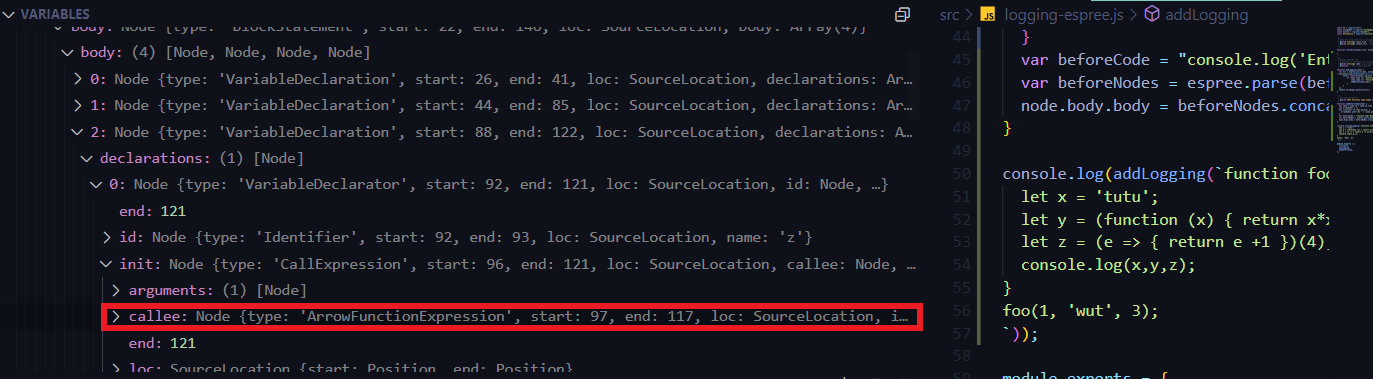 VARIABLES
body: Node {type: 'BlockStatement', start: 22, end: 146, loc: SourceLocation, body: Array(4)}
body: (4) [Node, Node, Node, Node]
0: Node {type: 'VariableDeclaration', start: 26, end: 41, loc: SourceLocation, declarations: Ar…
1: Node {type: 'VariableDeclaration', start: 44, end: 85, loc: SourceLocation, declarations: Ar…
2: Node {type: 'VariableDeclaration', start: 88, end: 122, loc: SourceLocation, declarations: A…
declarations: (1) [Node]
0: Node {type: 'VariableDeclarator', start: 92, end: 121, loc: SourceLocation, id: Node, …}
end: 121
id: Node {type: 'Identifier', start: 92, end: 93, loc: SourceLocation, name: 'z'}
init: Node {type: 'CallExpression', start: 96, end: 121, loc: SourceLocation, callee: Node, …
arguments: (1) [Node]
callee: Node {type: 'ArrowFunctionExpression', start: 97, end: 117, loc: SourceLocation, i…
end: 121
loc: SourceLocation {start: Position, end: Position}
src > JS logging-espree.js > addLogging
44 }
45 var beforeCode = "console.log('Ent
46 var beforeNodes = espree.parse(bef
47 node.body.body = beforeNodes.conca
48 }
49
50 console.log(addLogging(`function foo
51 let x = 'tutu';
52 let y = (function (x) { return x*x
53 let z = (e => { return e +1 })(4)
54 console.log(x,y,z);
55 }
56 foo(1, 'wut', 3);
57 `));
58
59 module.exports = {